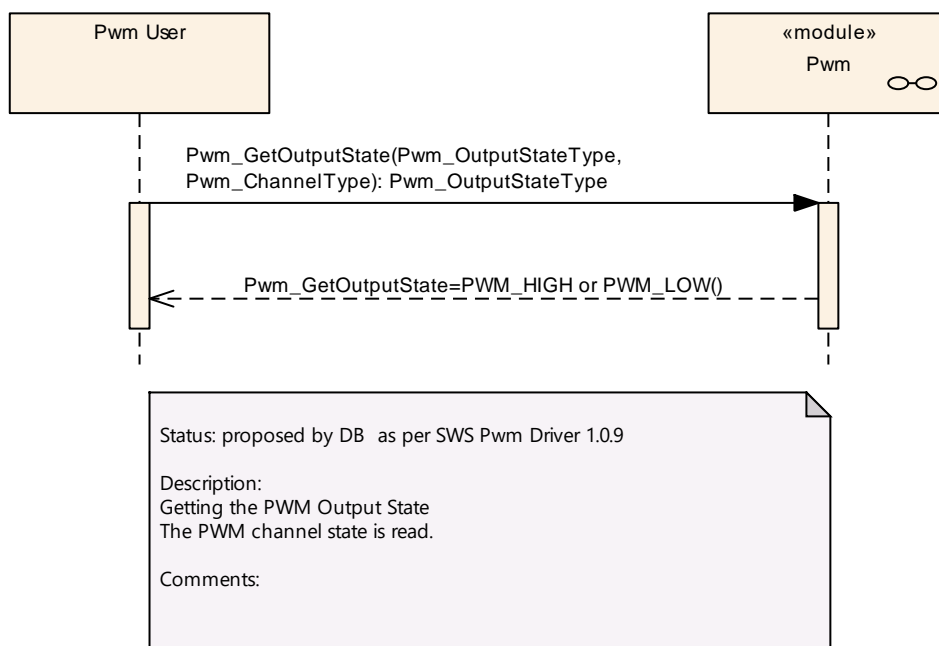 Pwm User
«module»
Pwm
Pwm_GetOutputState(Pwm_OutputStateType,
Pwm_ChannelType): Pwm_OutputStateType
Pwm_GetOutputState=PWM_HIGH or PWM_LOW()
Status: proposed by DB  as per SWS Pwm Driver 1.0.9
Description:
Getting the PWM Output State
The PWM channel state is read.
Comments: